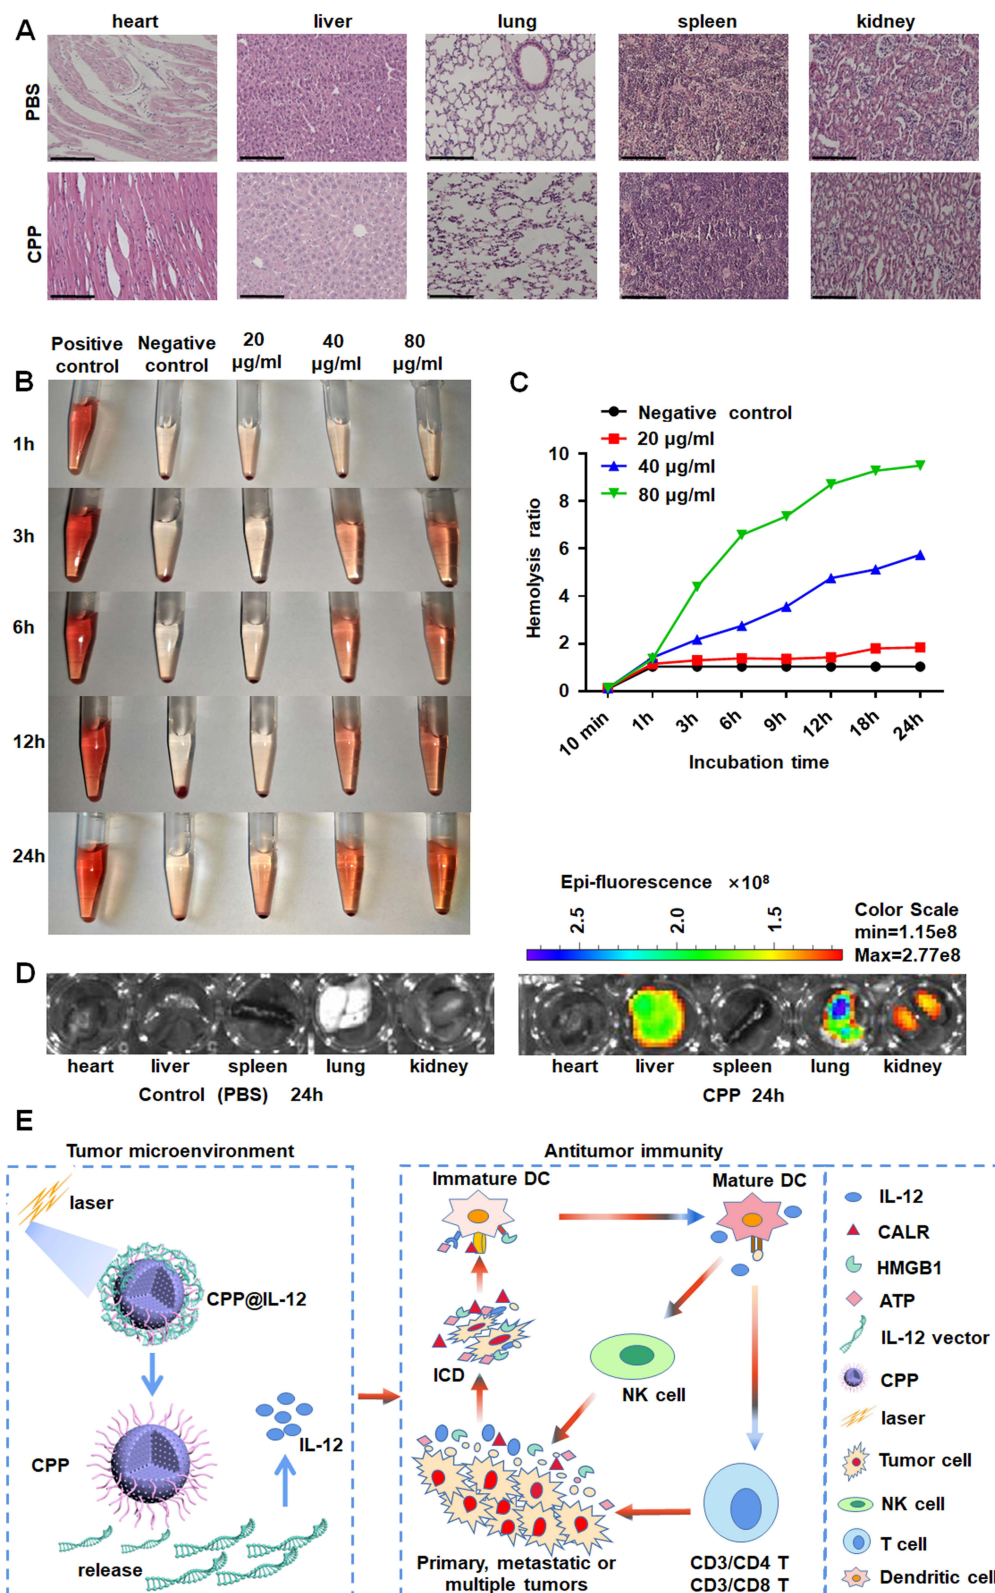 A
heart
liver
lung
spleen
kidney
PBS
CPP
B
Positive control
Negative control
20 µg/ml
40 µg/ml
80 µg/ml
1h
3h
6h
12h
24h
C
Negative control
20 µg/ml
40 µg/ml
80 µg/ml
Hemolysis ratio
10
8
6
4
2
0
10 min
1h
3h
6h
9h
12h
18h
24h
Incubation time
Epi-fluorescence ×10⁸
2.5
2.0
1.5
Color Scale
min=1.15e8
Max=2.77e8
D
heart
liver
spleen
lung
kidney
Control (PBS) 24h
heart
liver
spleen
lung
kidney
CPP 24h
E
Tumor microenvironment
laser
CPP@IL-12
CPP
IL-12
release
Antitumor immunity
Immature DC
Mature DC
ICD
NK cell
Primary, metastatic or
multiple tumors
CD3/CD4 T
CD3/CD8 T
IL-12
CALR
HMGB1
ATP
IL-12 vector
CPP
laser
Tumor cell
NK cell
T cell
Dendritic cell